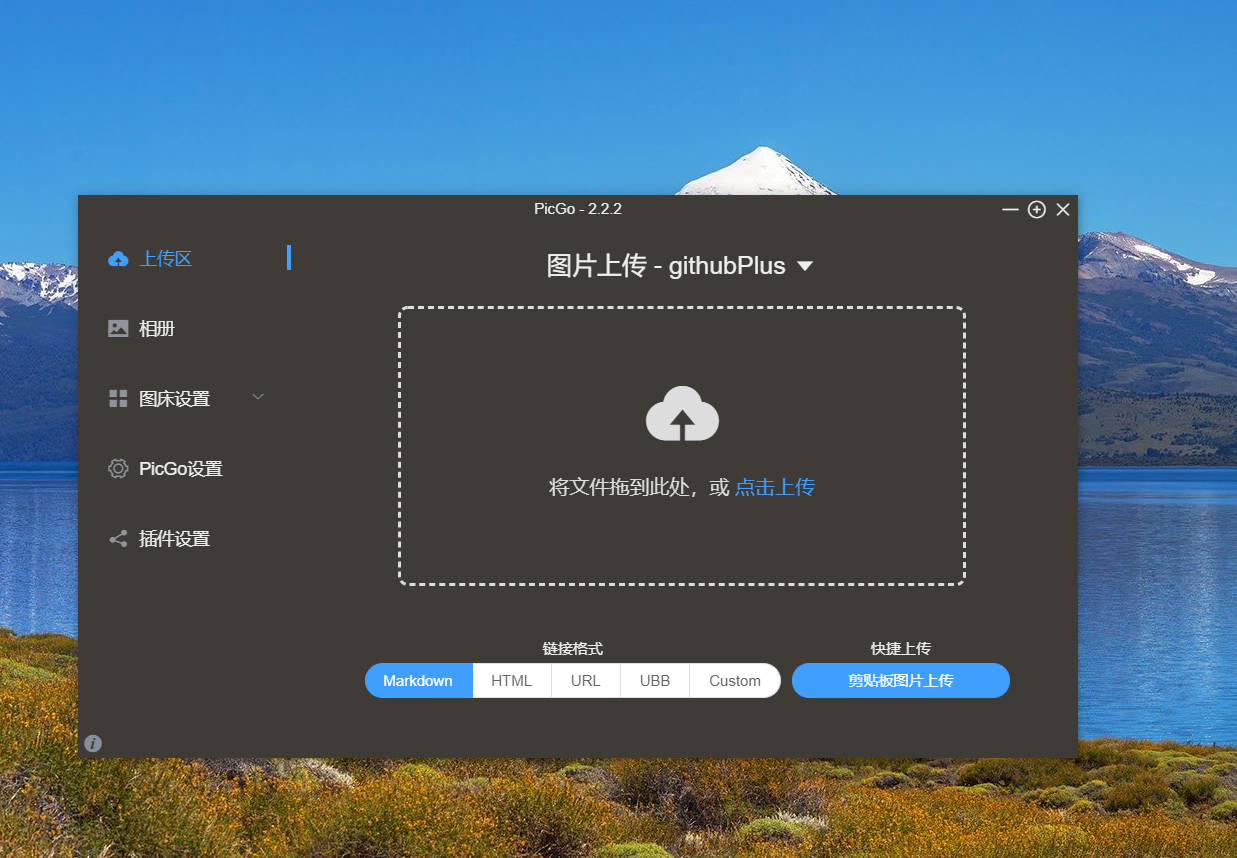 PicGo - 2.2.2
上传区
相册
图床设置
PicGo设置
插件设置
图片上传 - githubPlus
将文件拖到此处，或 点击上传
链接格式
Markdown HTML URL UBB Custom
快捷上传
剪贴板图片上传